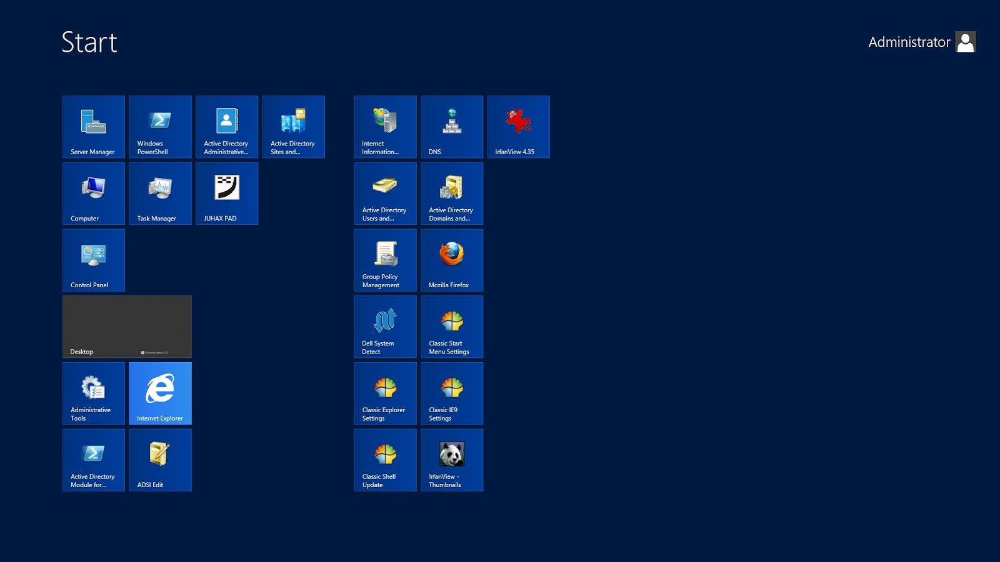 Start
Administrator
Server Manager
Windows
PowerShell
Active Directory
Administrative...
Active Directory
Sites and...
Computer
Task Manager
JUHAX PAD
Control Panel
Desktop
Windows Server 2012
Administrative
Tools
Internet Explorer
Active Directory
Module for...
ADSI Edit
Internet
Information...
DNS
IrfanView 4.35
Active Directory
Users and...
Active Directory
Domains and...
Group Policy
Management
Mozilla Firefox
Dell System
Detect
Classic Start
Menu Settings
Classic Explorer
Settings
Classic IE9
Settings
Classic Shell
Update
IrfanView -
Thumbnails